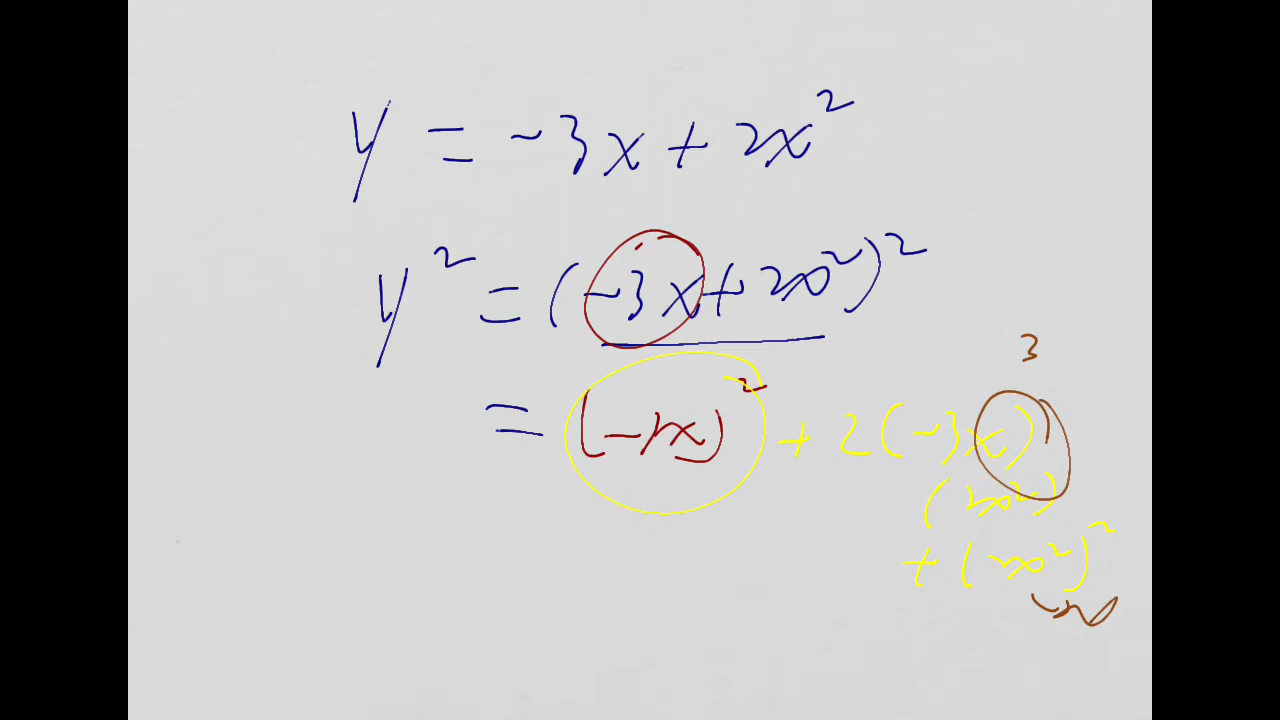 y = -3x + 2x²
y² = (-3x + 2x²)²
3
= (-3x)² + 2(-3x)
(2x²)
+ (2x²)²